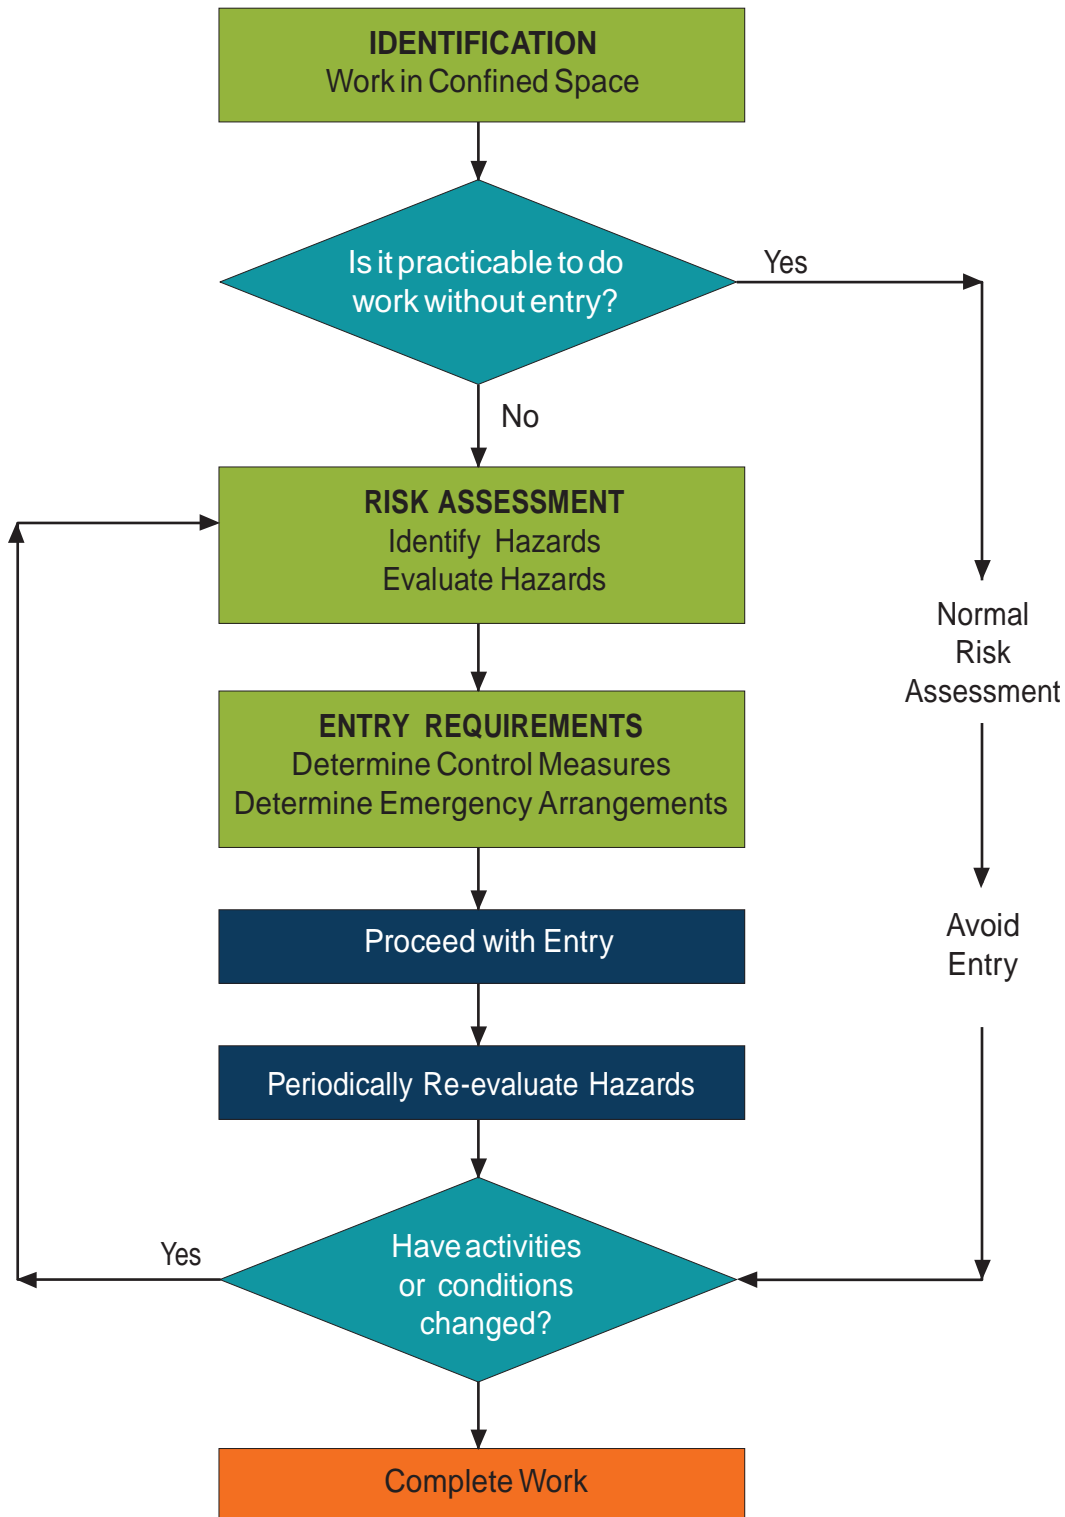 IDENTIFICATION
Work in Confined Space
Is it practicable to do
work without entry?
Yes
No
RISK ASSESSMENT
Identify Hazards
Evaluate Hazards
Normal
Risk
Assessment
ENTRY REQUIREMENTS
Determine Control Measures
Determine Emergency Arrangements
Proceed with Entry
Avoid
Entry
Periodically Re-evaluate Hazards
Have activities
or conditions
changed?
Yes
Complete Work